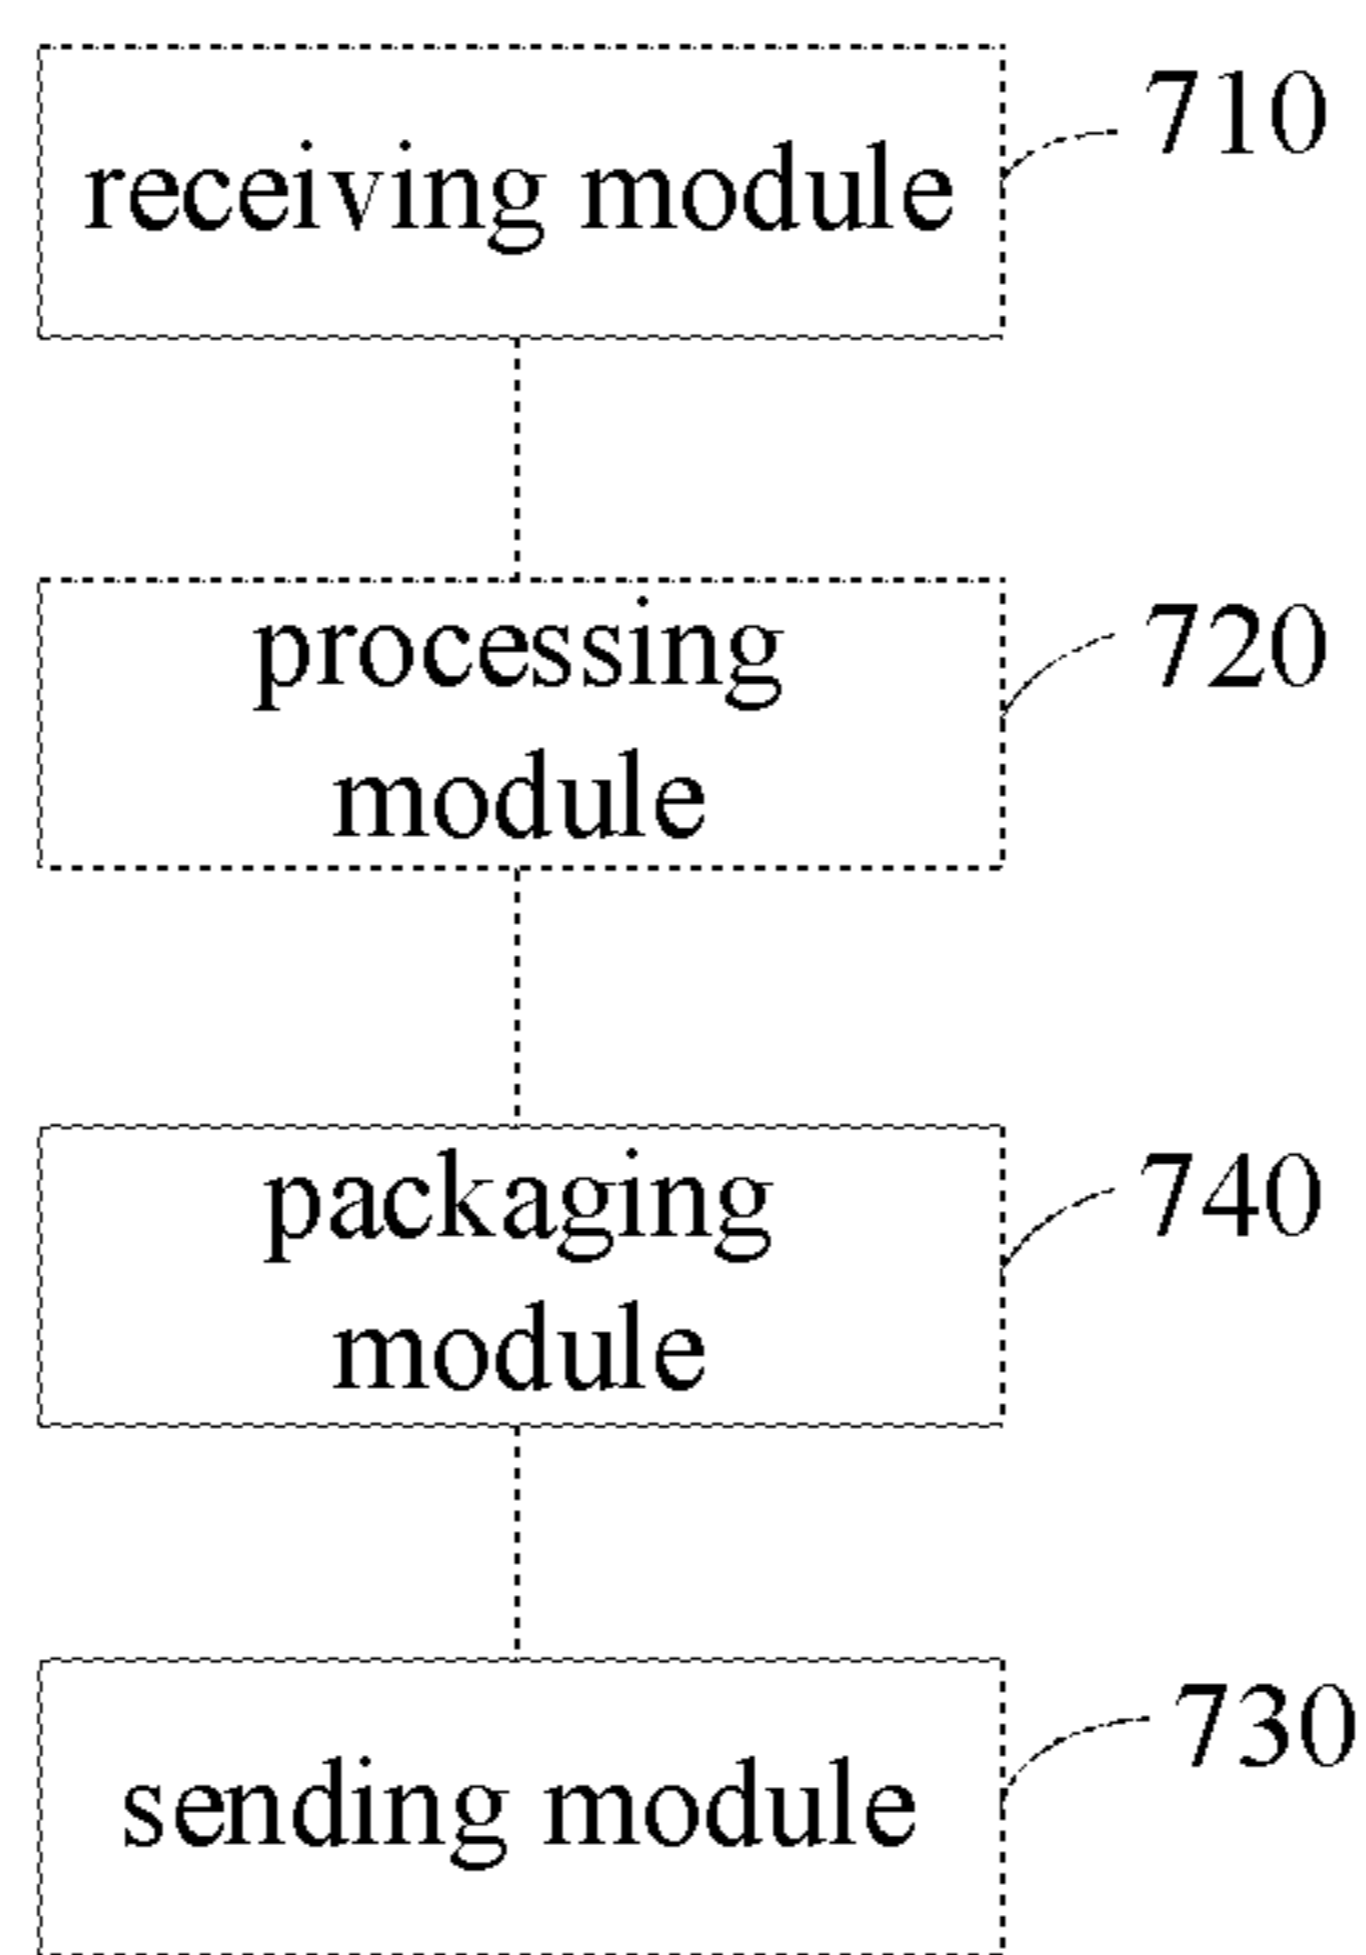 receiving module
710
processing
module
720
packaging
module
740
sending module
730